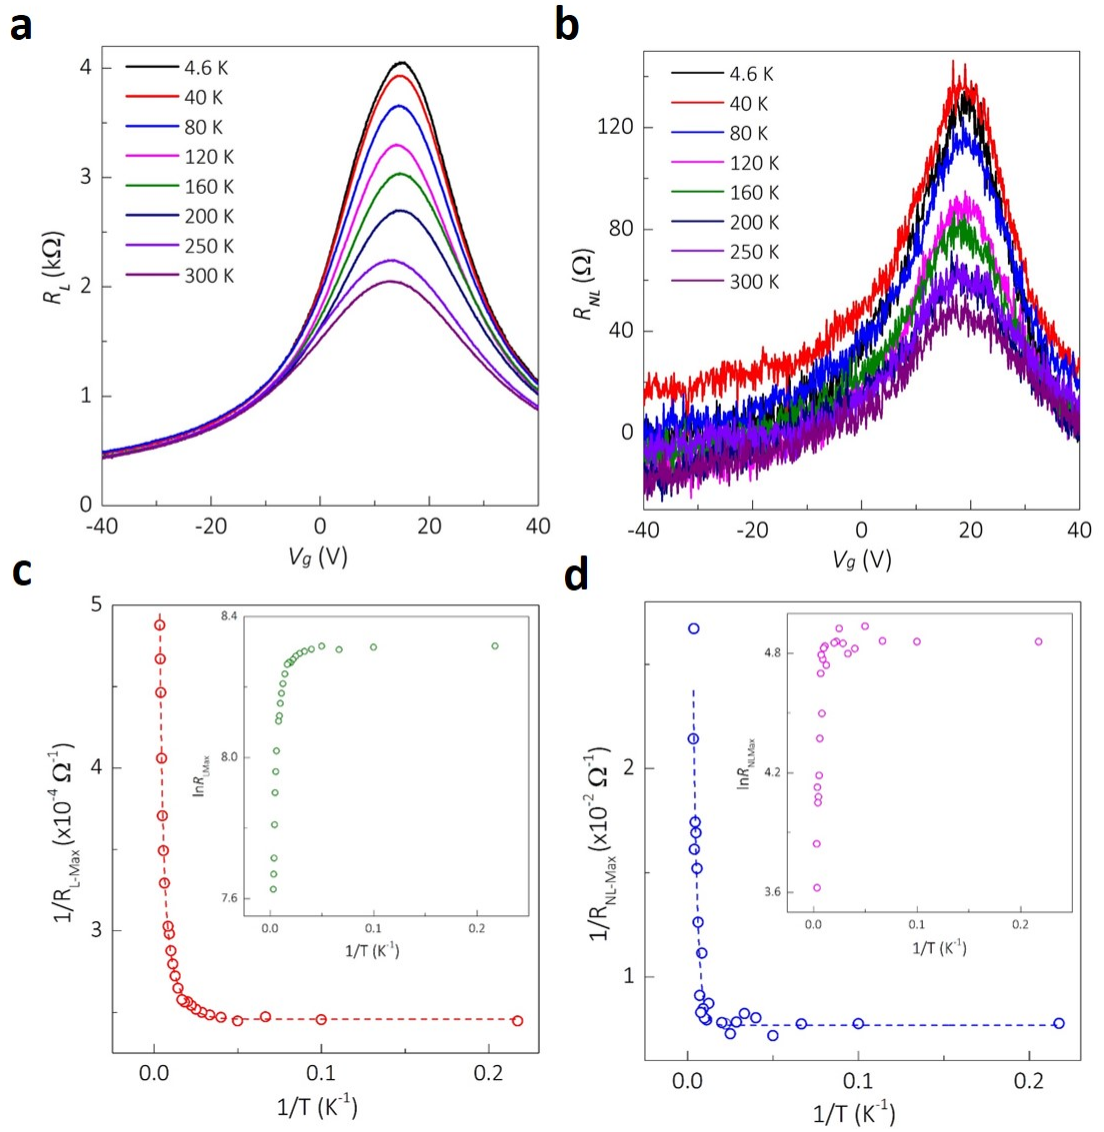 a
4
3
2
1
0
-40
-20
0
20
40
R_L (kΩ)
V_g (V)
4.6 K
40 K
80 K
120 K
160 K
200 K
250 K
300 K
b
120
80
40
0
-40
-20
0
20
40
R_NL (Ω)
V_g (V)
4.6 K
40 K
80 K
120 K
160 K
200 K
250 K
300 K
c
5
4
3
0.0
0.1
0.2
1/R_L-Max (x10⁻⁴ Ω⁻¹)
1/T (K⁻¹)
8.4
8.0
7.6
0.0
0.1
0.2
lnR_LMax
1/T (K⁻¹)
d
2
1
0.0
0.1
0.2
1/R_NL-Max (x10⁻² Ω⁻¹)
1/T (K⁻¹)
4.8
4.2
3.6
0.0
0.1
0.2
lnR_NLMax
1/T (K⁻¹)